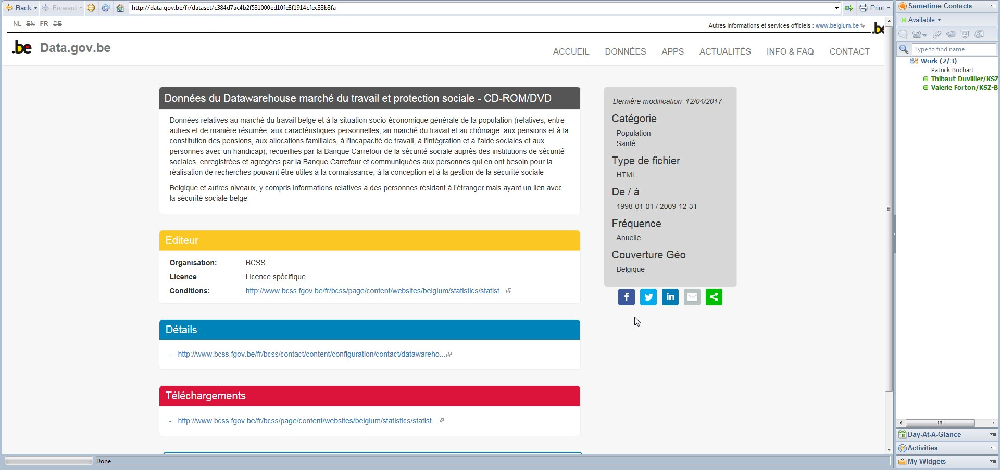 Back
Forward
http://data.gov.be/fr/dataset/c384d7ac4b2f531000ed10fe8f1914cfec33b3fa
Print
NL EN FR DE
Autres informations et services officiels : www.belgium.be
.be
.be
Data.gov.be
ACCUEIL DONNÉES APPS ACTUALITÉS INFO & FAQ CONTACT
Données du Datawarehouse marché du travail et protection sociale - CD-ROM/DVD
Données relatives au marché du travail belge et à la situation socio-économique générale de la population (relatives, entre
autres et de manière résumée, aux caractéristiques personnelles, au marché du travail et au chômage, aux pensions et à la
constitution des pensions, aux allocations familiales, à l'incapacité de travail, à l'intégration et à l'aide sociales et aux
personnes avec un handicap), recueillies par la Banque Carrefour de la sécurité sociale auprès des institutions de sécurité
sociales, enregistrées et agrégées par la Banque Carrefour et communiquées aux personnes qui en ont besoin pour la
réalisation de recherches pouvant être utiles à la connaissance, à la conception et à la gestion de la sécurité sociale
Belgique et autres niveaux, y compris informations relatives à des personnes résidant à l'étranger mais ayant un lien avec
la sécurité sociale belge
Editeur
Organisation: BCSS
Licence Licence spécifique
Conditions: http://www.bcss.fgov.be/fr/bcss/page/content/websites/belgium/statistics/statist...
Détails
- http://www.bcss.fgov.be/fr/bcss/contact/content/configuration/contact/datawareho...
Téléchargements
- http://www.bcss.fgov.be/fr/bcss/page/content/websites/belgium/statistics/statist...
Dernière modification 12/04/2017
Catégorie
Population
Santé
Type de fichier
HTML
De / à
1998-01-01 / 2009-12-31
Fréquence
Anuelle
Couverture Géo
Belgique
f
in
Done
Sametime Contacts
Available
Type to find name
Work (2/3)
Patrick Bochart
Thibaut Duvillier/KSZ
Valerie Forton/KSZ-B
Day-At-A-Glance
Activities
My Widgets